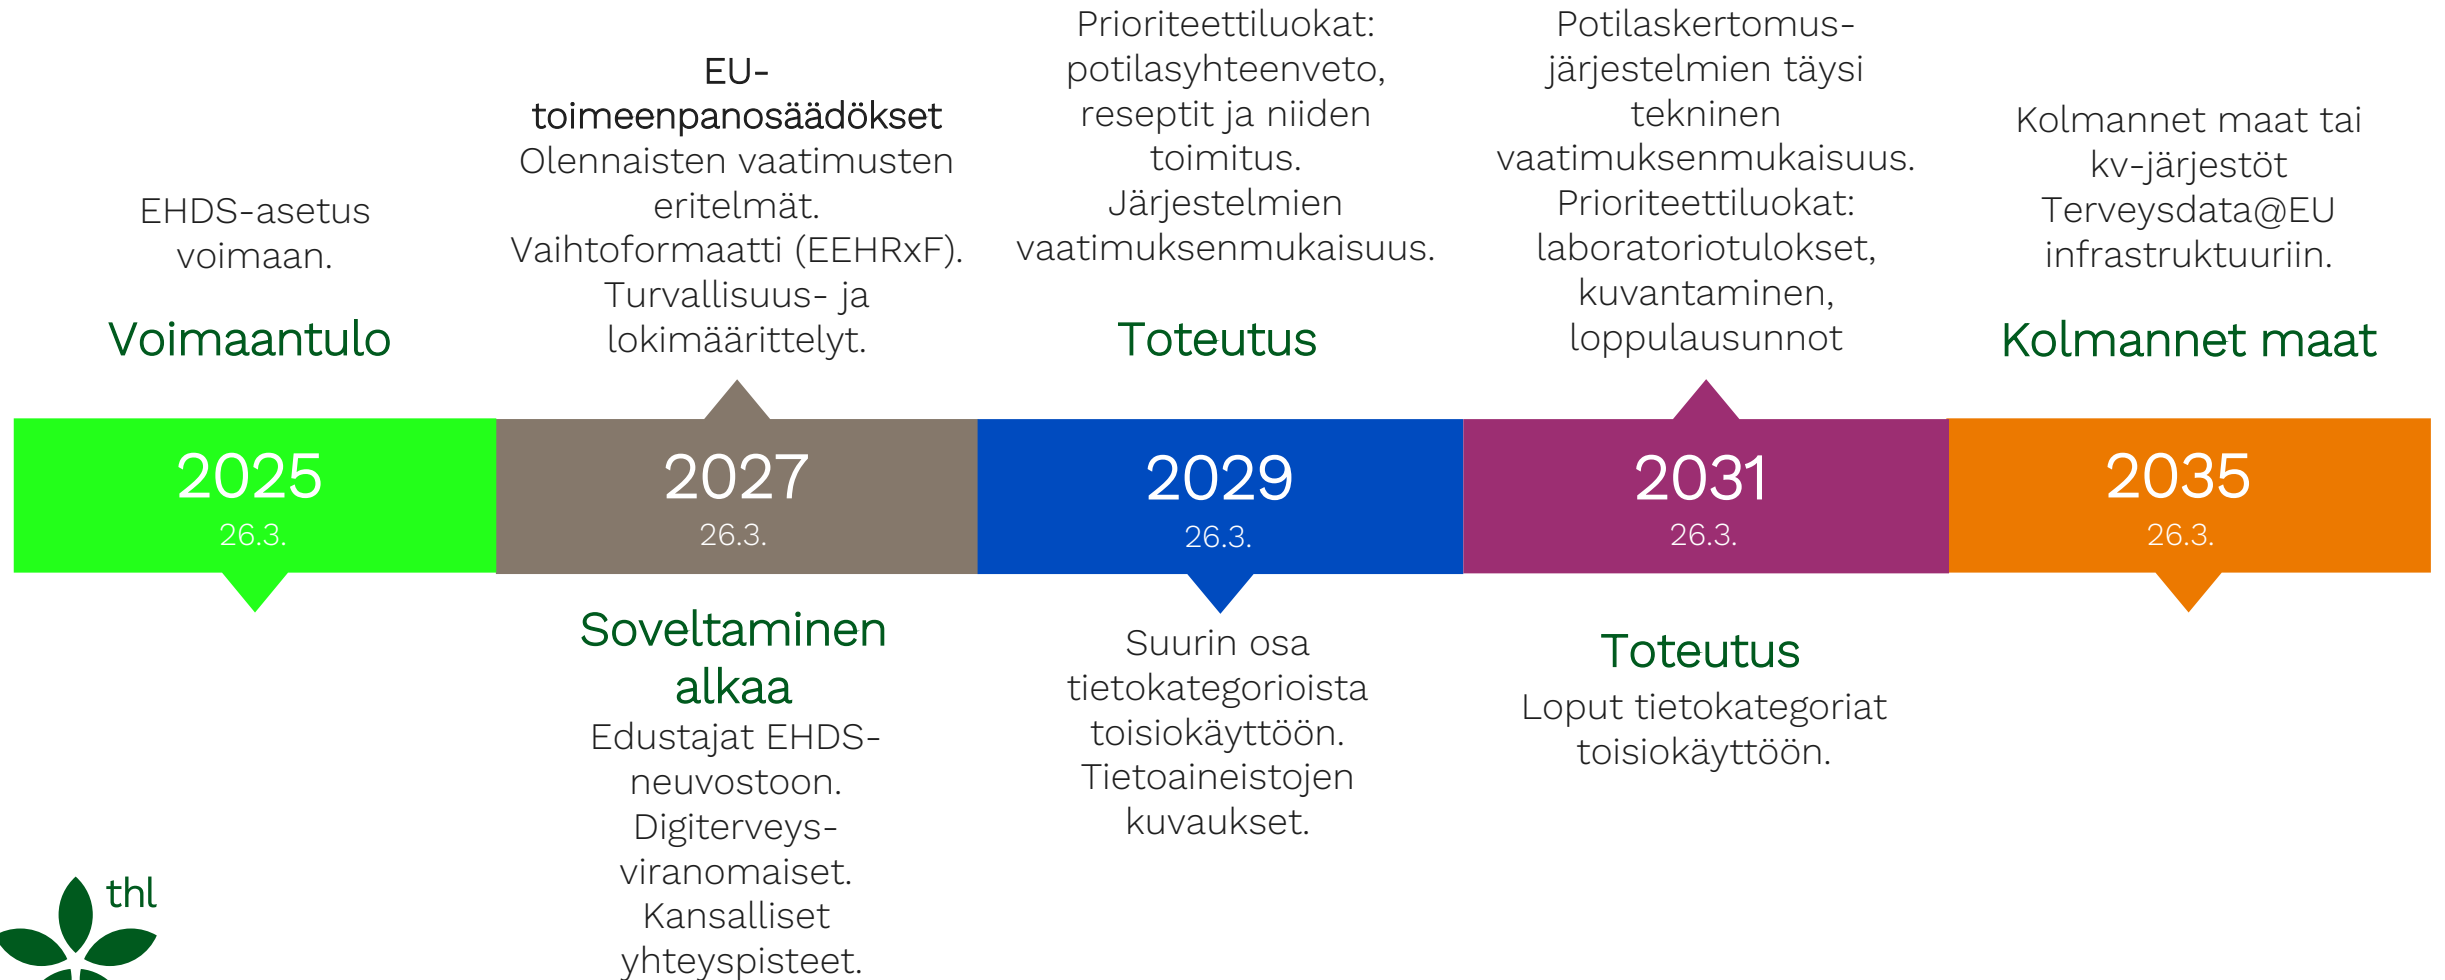 EHDS-asetus
voimaan.
Voimaantulo
2025
26.3.
EU-
toimeenpanosäädökset
Olennaisten vaatimusten
eritelmät.
Vaihtoformaatti (EEHRxF).
Turvallisuus- ja
lokimäärittelyt.
2027
26.3.
Soveltaminen
alkaa
Edustajat EHDS-
neuvostoon.
Digiterveys-
viranomaiset.
Kansalliset
yhteyspisteet.
Prioriteettiluokat:
potilasyhteenveto,
reseptit ja niiden
toimitus.
Järjestelmien
vaatimuksenmukaisuus.
Toteutus
2029
26.3.
Suurin osa
tietokategorioista
toisiokäyttöön.
Tietoaineistojen
kuvaukset.
Potilaskertomus-
järjestelmien täysi
tekninen
vaatimuksenmukaisuus.
Prioriteettiluokat:
laboratoriotulokset,
kuvantaminen,
loppulausunnot
2031
26.3.
Toteutus
Loput tietokategoriat
toisiokäyttöön.
Kolmannet maat tai
kv-järjestöt
Terveysdata@EU
infrastruktuuriin.
Kolmannet maat
2035
26.3.
thl